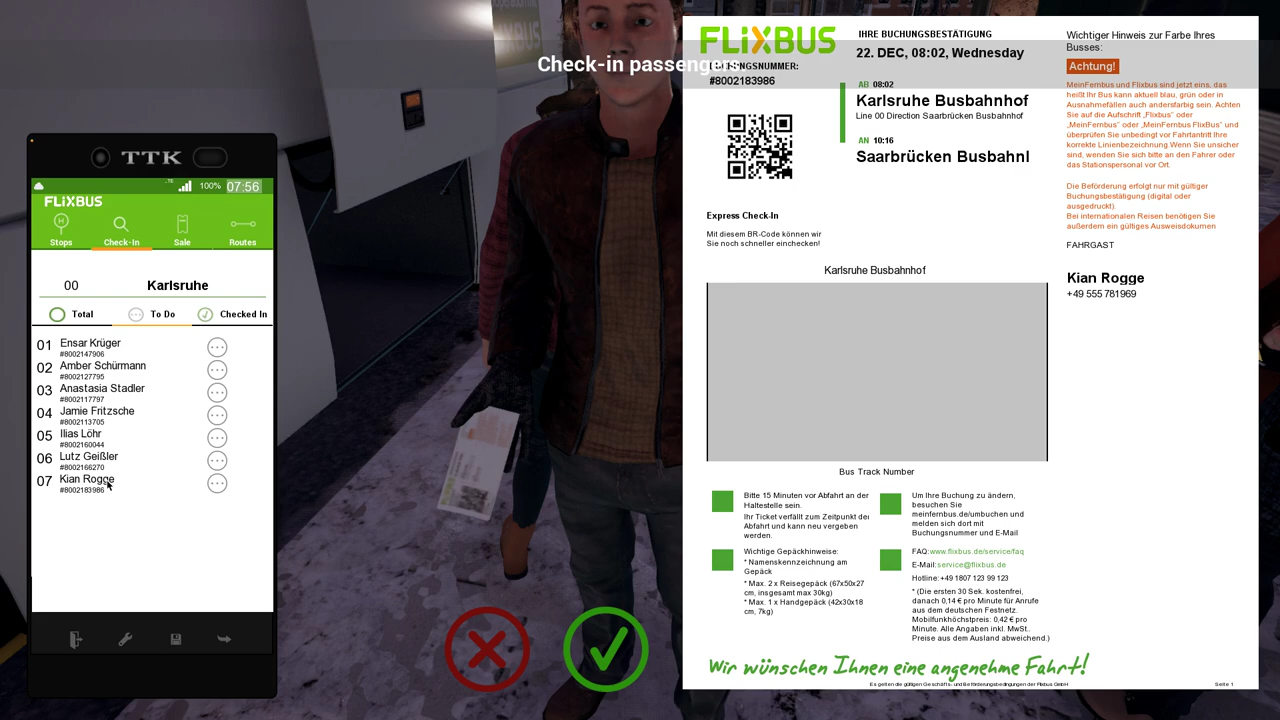 Check-in passengers
TTK
100% 07:56
FLiXBUS
Stops Check-In Sale Routes
00 Karlsruhe
Total To Do Checked In
01 Ensar Krüger
#8002147906
02 Amber Schürmann
#8002127795
03 Anastasia Stadler
#8002117797
04 Jamie Fritzsche
#8002113705
05 Ilias Löhr
#8002160044
06 Lutz Geißler
#8002166270
07 Kian Rogge
#8002183986
FLiXBUS
#8002183986
IHRE BUCHUNGSBESTÄTIGUNG
22. DEC, 08:02, Wednesday
AB 08:02
Karlsruhe Busbahnhof
Line 00 Direction Saarbrücken Busbahnhof
AN 10:16
Saarbrücken Busbahnl
Express Check-In
Mit diesem BR-Code können wir
Sie noch schneller einchecken!
Karlsruhe Busbahnhof
Bus Track Number
Bitte 15 Minuten vor Abfahrt an der
Haltestelle sein.
Ihr Ticket verfällt zum Zeitpunkt der
Abfahrt und kann neu vergeben
werden.
Wichtige Gepäckhinweise:
* Namenskennzeichnung am
Gepäck
* Max. 2 x Reisegepäck (67x50x27
cm, insgesamt max 30kg)
* Max. 1 x Handgepäck (42x30x18
cm, 7kg)
Um Ihre Buchung zu ändern,
besuchen Sie
meinfernbus.de/umbuchen und
melden sich dort mit
Buchungsnummer und E-Mail
FAQ:www.flixbus.de/service/faq
E-Mail:service@flixbus.de
Hotline: +49 1807 123 99 123
* (Die ersten 30 Sek. kostenfrei,
danach 0,14 € pro Minute für Anrufe
aus dem deutschen Festnetz.
Mobilfunkhöchstpreis: 0,42 € pro
Minute. Alle Angaben inkl. MwSt..
Preise aus dem Ausland abweichend.)
Wir wünschen Ihnen eine angenehme Fahrt!
Es gelten die gültigen Geschäfts- und Beförderungsbedingungen der Flixbus GmbH
Seite 1
Wichtiger Hinweis zur Farbe Ihres
Busses:
Achtung!
MeinFernbus und Flixbus sind jetzt eins, das
heißt Ihr Bus kann aktuell blau, grün oder in
Ausnahmefällen auch andersfarbig sein. Achten
Sie auf die Aufschrift „Flixbus" oder
„MeinFernbus" oder „MeinFernbus FlixBus" und
überprüfen Sie unbedingt vor Fahrtantritt Ihre
korrekte Linienbezeichnung.Wenn Sie unsicher
sind, wenden Sie sich bitte an den Fahrer oder
das Stationspersonal vor Ort.
Die Beförderung erfolgt nur mit gültiger
Buchungsbestätigung (digital oder
ausgedruckt).
Bei internationalen Reisen benötigen Sie
außerdem ein gültiges Ausweisdokumen
FAHRGAST
Kian Rogge
+49 555 781969